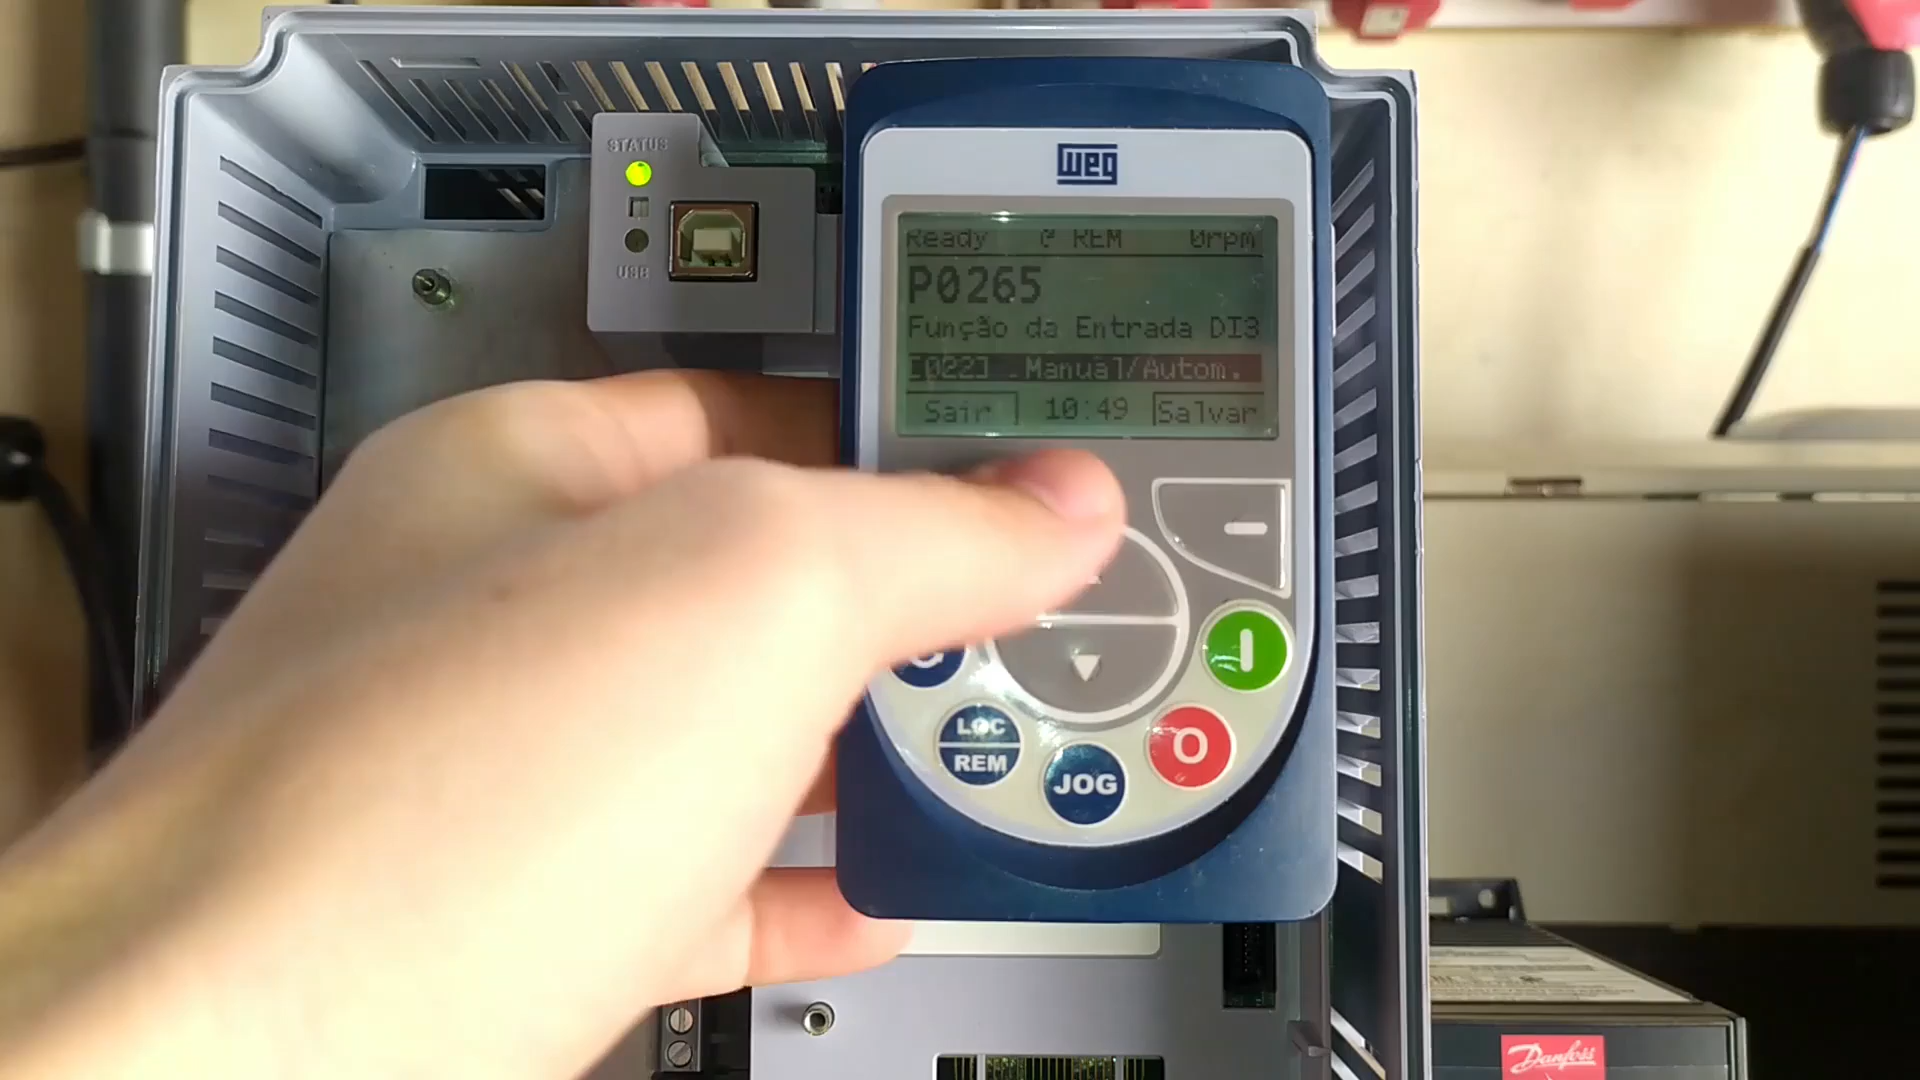 STATUS
USB
WEG
Ready @ REM 0rpm
P0265
Função da Entrada DI3
[022] Manual/Autom.
Sair 10:49 Salvar
LOC
REM
JOG
Danfoss